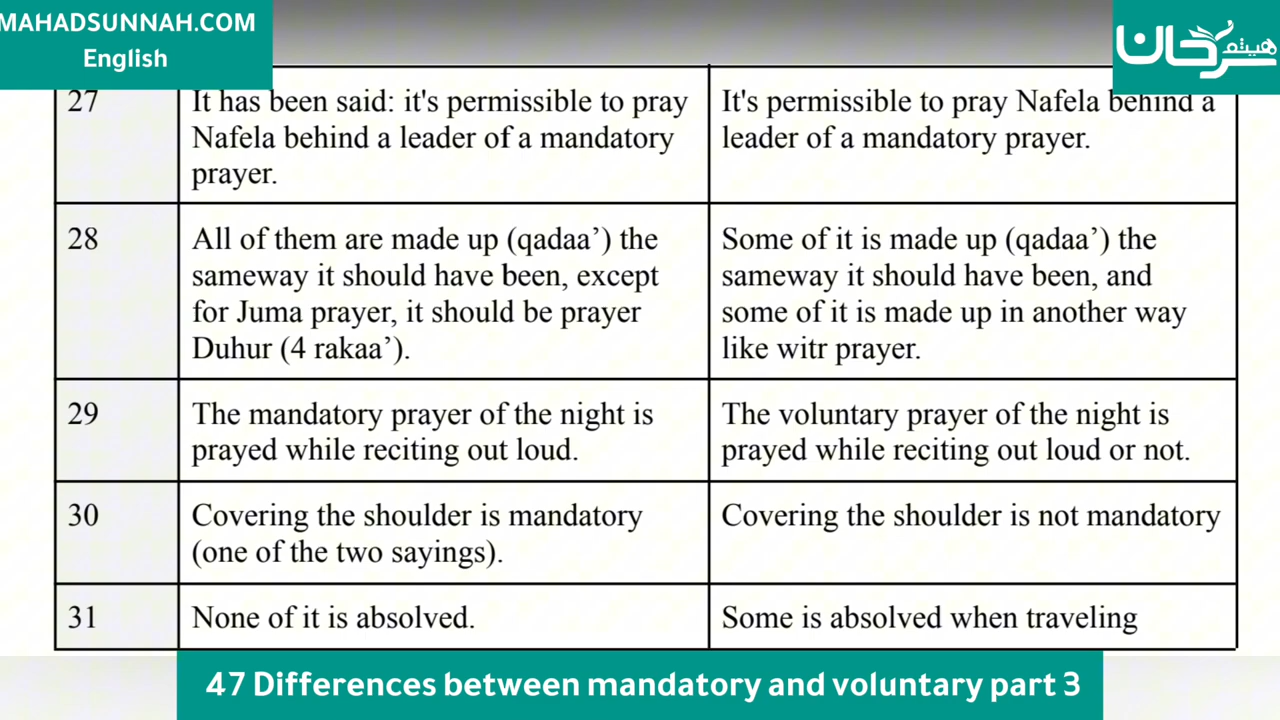 MAHADSUNNAH.COM
English
هيثم
سرحان
27
It has been said: it's permissible to pray
Nafela behind a leader of a mandatory
prayer.
It's permissible to pray Nafela behind a
leader of a mandatory prayer.
28
All of them are made up (qadaa’) the
sameway it should have been, except
for Juma prayer, it should be prayer
Duhur (4 rakaa’).
Some of it is made up (qadaa’) the
sameway it should have been, and
some of it is made up in another way
like witr prayer.
29
The mandatory prayer of the night is
prayed while reciting out loud.
The voluntary prayer of the night is
prayed while reciting out loud or not.
30
Covering the shoulder is mandatory
(one of the two sayings).
Covering the shoulder is not mandatory
31
None of it is absolved.
Some is absolved when traveling
47 Differences between mandatory and voluntary part 3